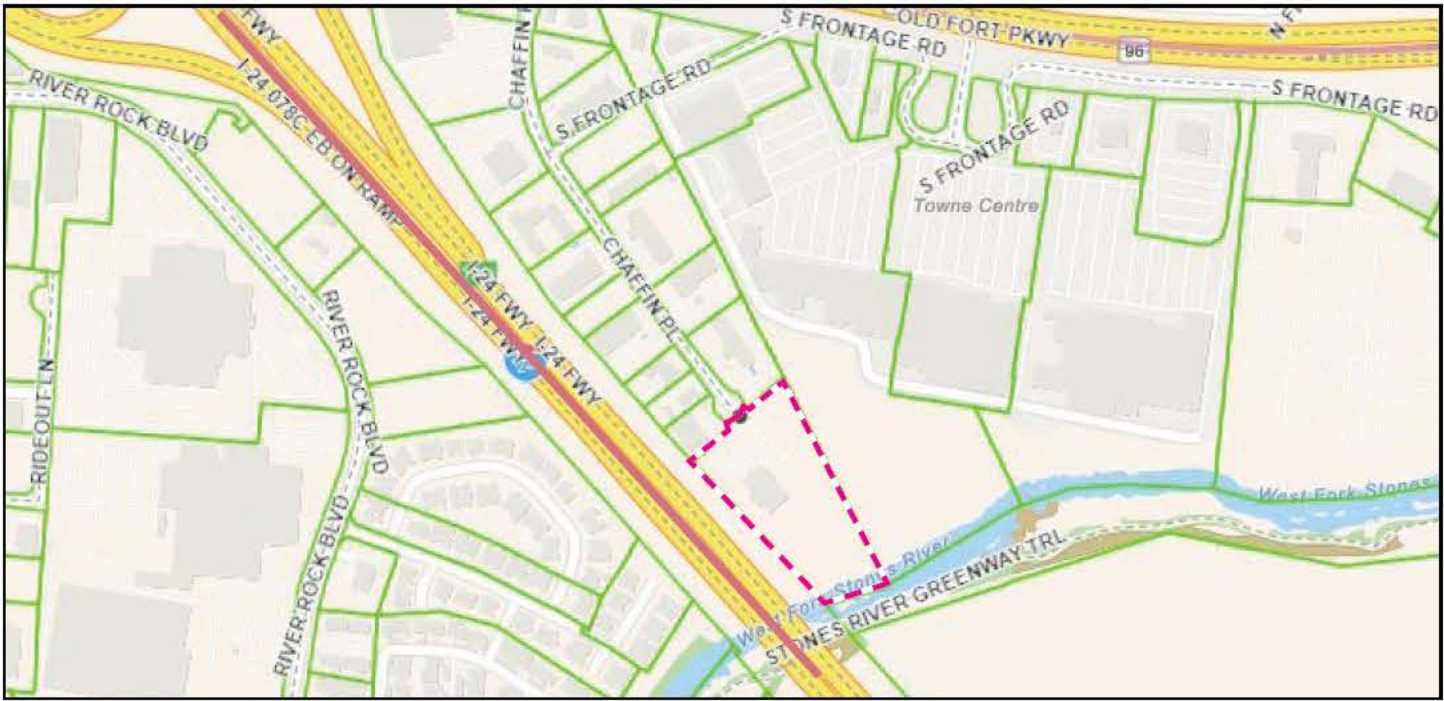 FWY
CHAFFIN
S FRONTAGE RD
OLD FORT PKWY
96
S FRONTAGE RD
RIVER ROCK BLVD
I-24 078C EB ON RAMP
S FRONTAGE RD
S FRONTAGE RD
Towne Centre
CHAFFIN PL
I-24 FWY
I-24 FWY
I-24 FWY
RIVER ROCK BLVD
RIDEOUT LN
RIVER ROCK BLVD
West Fork Stones
West Fork Stones River
STONES RIVER GREENWAY TRL